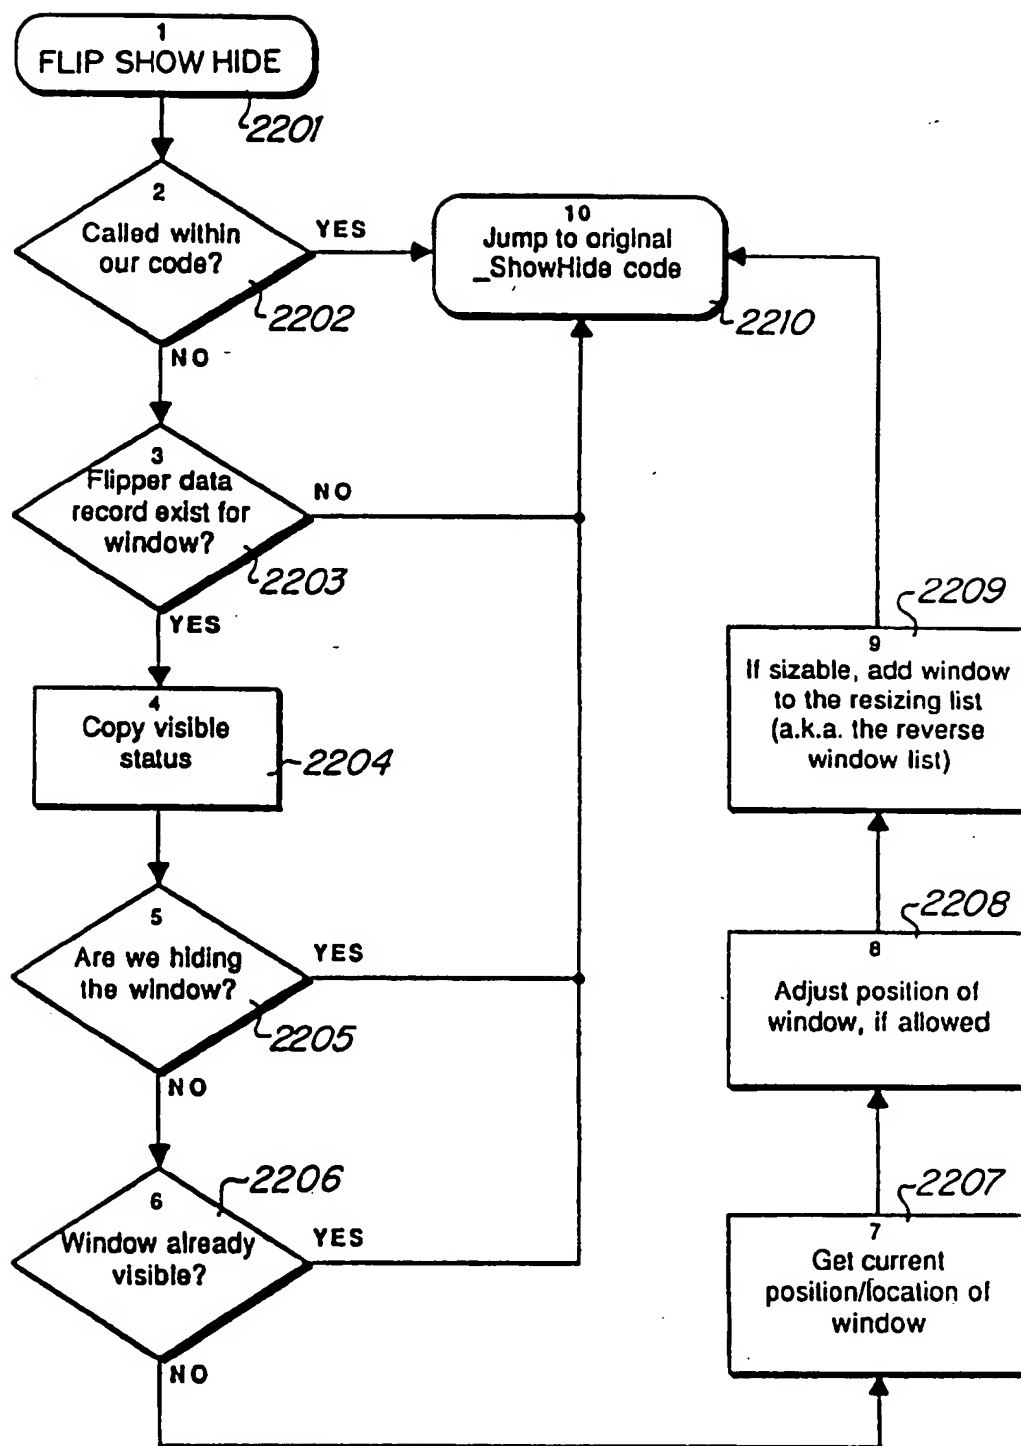 1
FLIP SHOW HIDE
2201
2
Called within
our code?
YES
2202
NO
10
Jump to original
_ShowHide code
2210
3
Flipper data
record exist for
window?
NO
2203
YES
4
Copy visible
status
2204
5
Are we hiding
the window?
YES
2205
NO
6
Window already
visible?
2206
YES
NO
2209
9
If sizable, add window
to the resizing list
(a.k.a. the reverse
window list)
2208
8
Adjust position of
window, if allowed
2207
7
Get current
position/location of
window